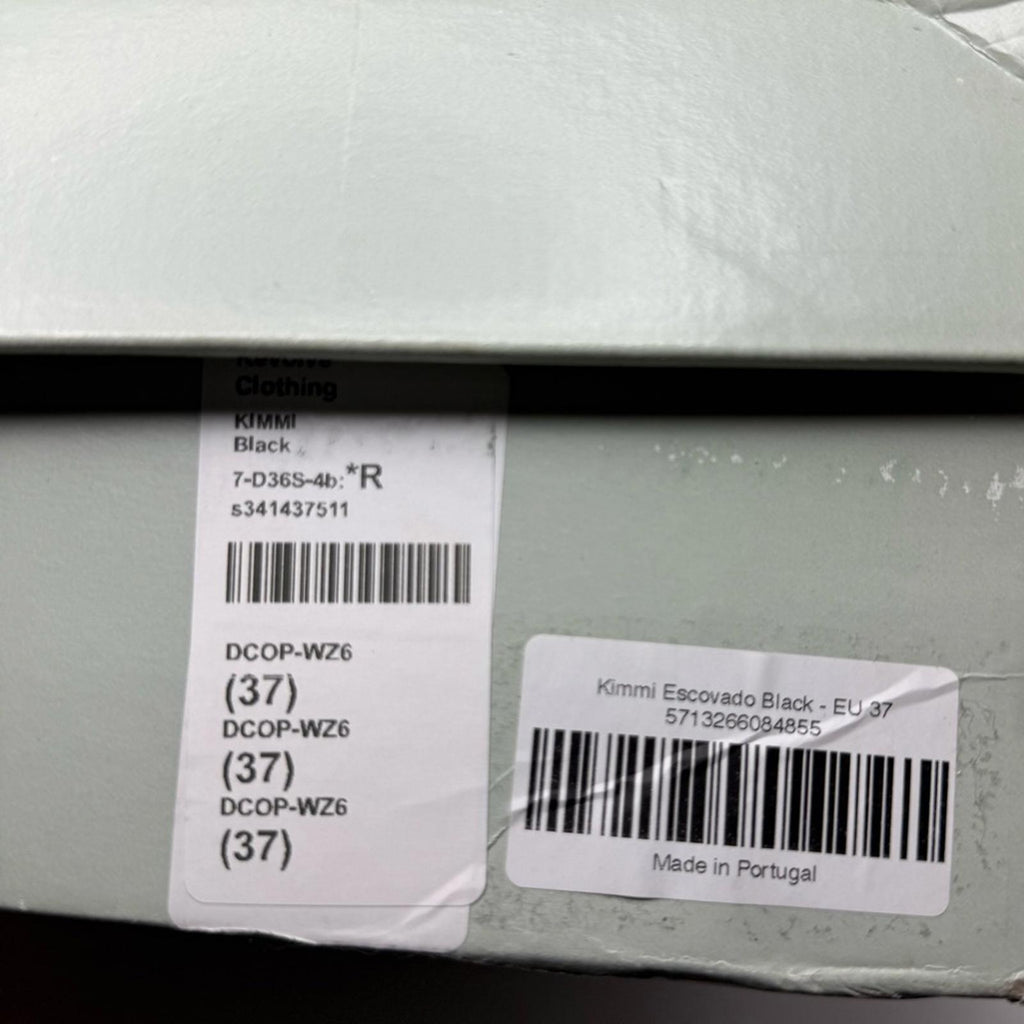 Revolve
Clothing
KIMMI
Black
7-D36S-4b:*R
s341437511
DCOP-WZ6
(37)
DCOP-WZ6
(37)
DCOP-WZ6
(37)
Kimmi Escovado Black - EU 37
5713266084855
Made in Portugal